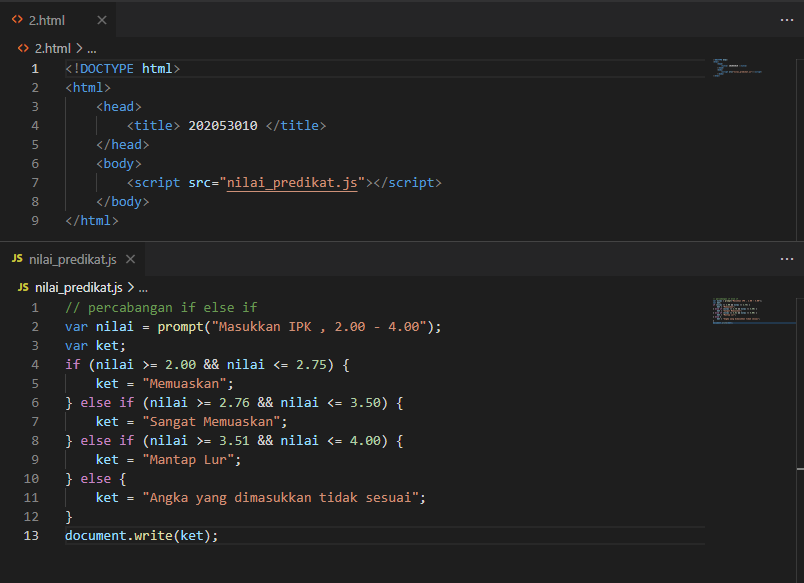 2.html
2.html > ...
1 <!DOCTYPE html>
2 <html>
3 <head>
4 <title> 202053010 </title>
5 </head>
6 <body>
7 <script src="nilai_predikat.js"></script>
8 </body>
9 </html>
JS nilai_predikat.js
JS nilai_predikat.js > ...
1 // percabangan if else if
2 var nilai = prompt("Masukkan IPK , 2.00 - 4.00");
3 var ket;
4 if (nilai >= 2.00 && nilai <= 2.75) {
5 ket = "Memuaskan";
6 } else if (nilai >= 2.76 && nilai <= 3.50) {
7 ket = "Sangat Memuaskan";
8 } else if (nilai >= 3.51 && nilai <= 4.00) {
9 ket = "Mantap Lur";
10 } else {
11 ket = "Angka yang dimasukkan tidak sesuai";
12 }
13 document.write(ket);